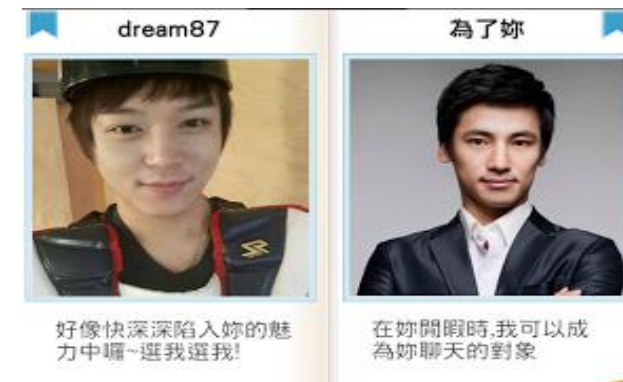 dream87
為了妳
好像快深深陷入妳的魅
力中囉~選我選我!
在妳閒暇時,我可以成
為妳聊天的對象